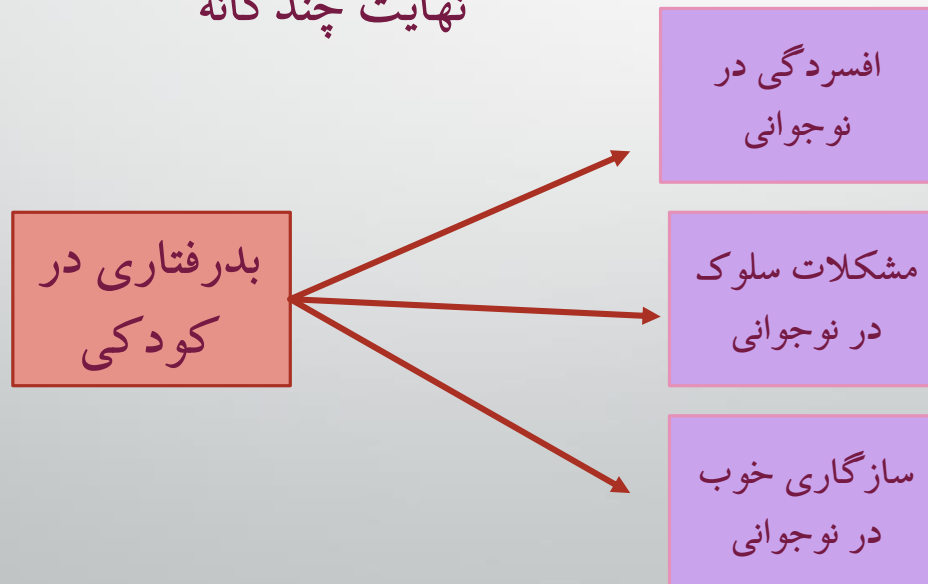 نهایت چند گانه
افسردگی در
نوجوانی
بدرفتاری در
کودکی
مشکلات سلوک
در نوجوانی
سازگاری خوب
در نوجوانی